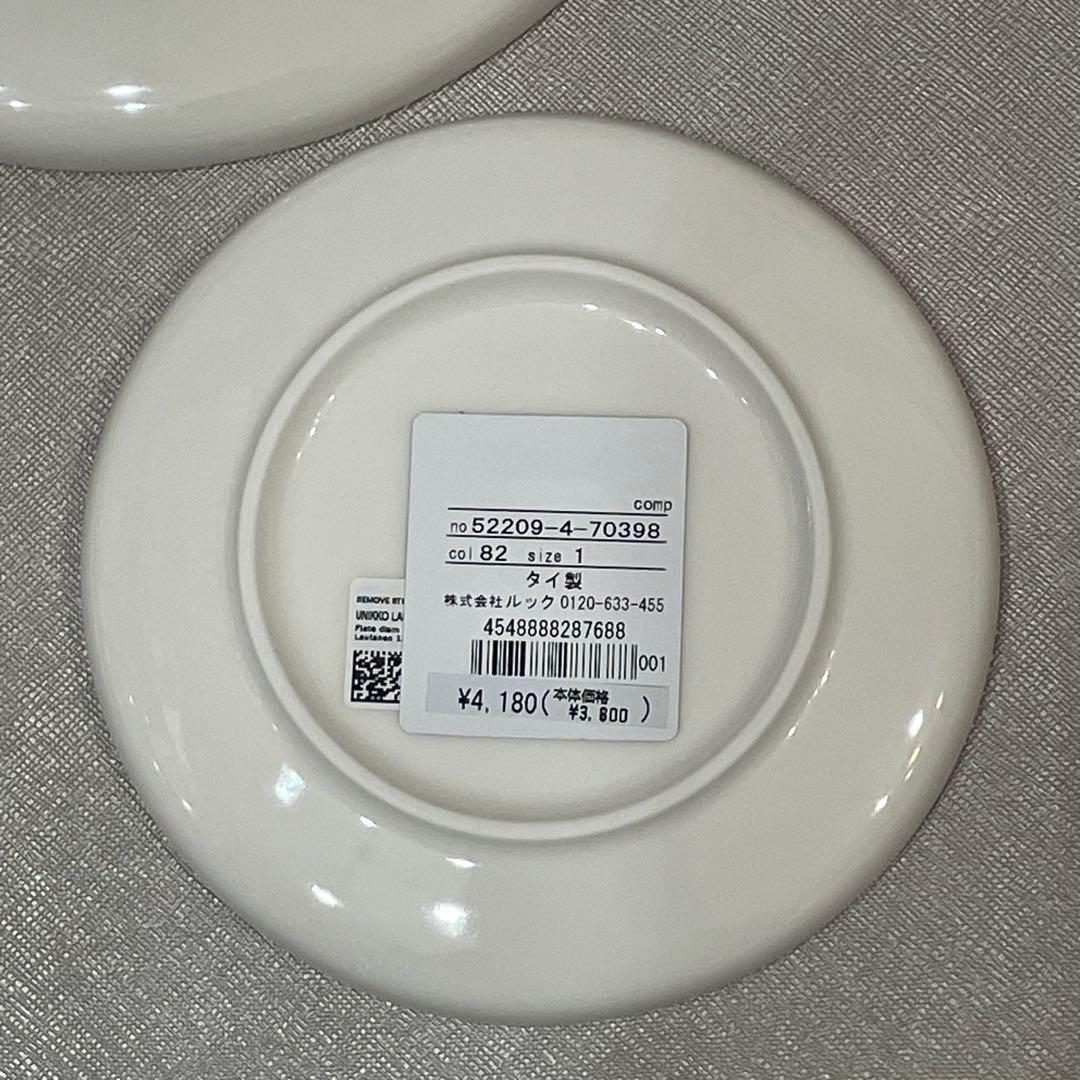 comp
no 52209-4-70398
col 82 size 1
タイ製
株式会社ルック 0120-633-455
4548888287688
001
¥4,180(本体価格 ¥3,800)
REMOVE
UNIKKO
Plate diam
Lautanen